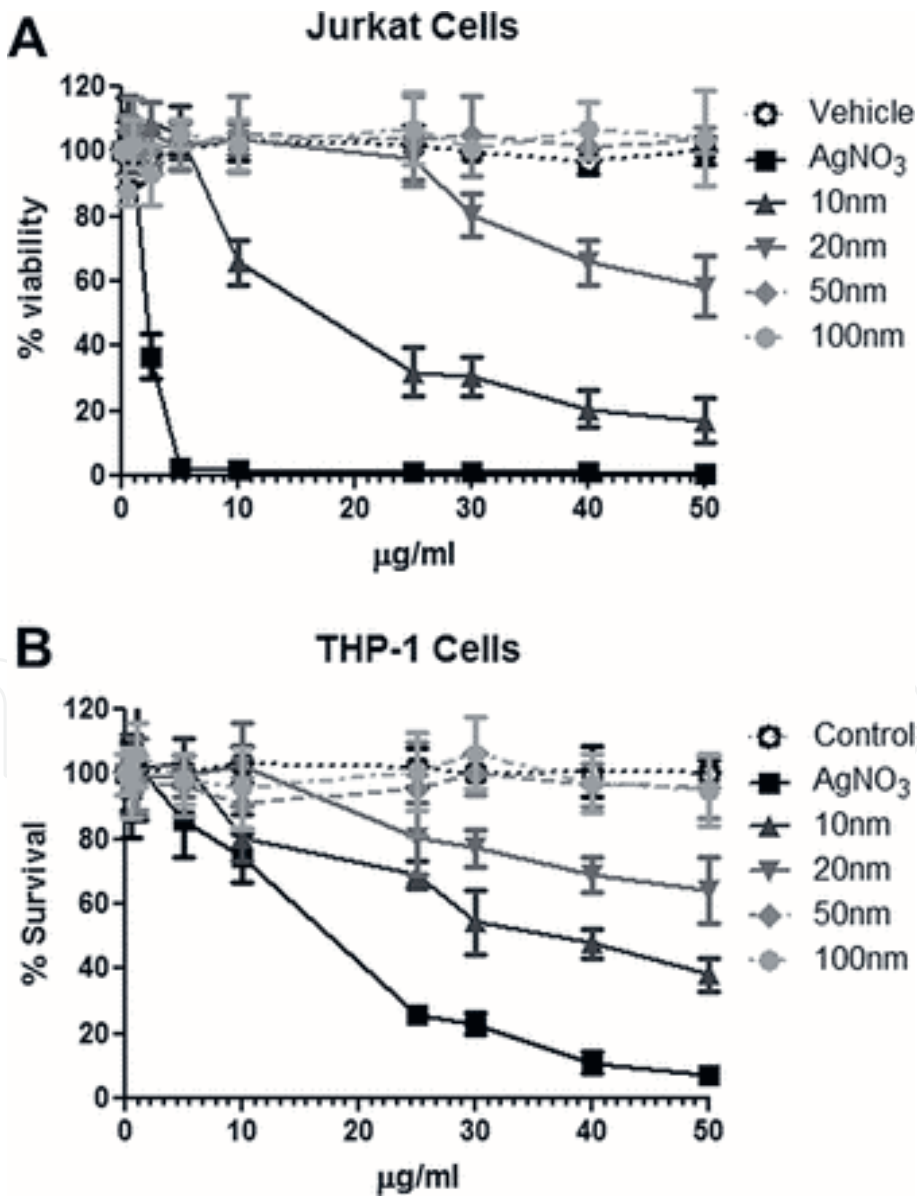 A
Jurkat Cells
120
100
80
60
40
20
0
% viability
0 10 20 30 40 50
μg/ml
Vehicle
AgNO3
10nm
20nm
50nm
100nm
B
THP-1 Cells
120
100
80
60
40
20
0
% Survival
0 10 20 30 40 50
μg/ml
Control
AgNO3
10nm
20nm
50nm
100nm